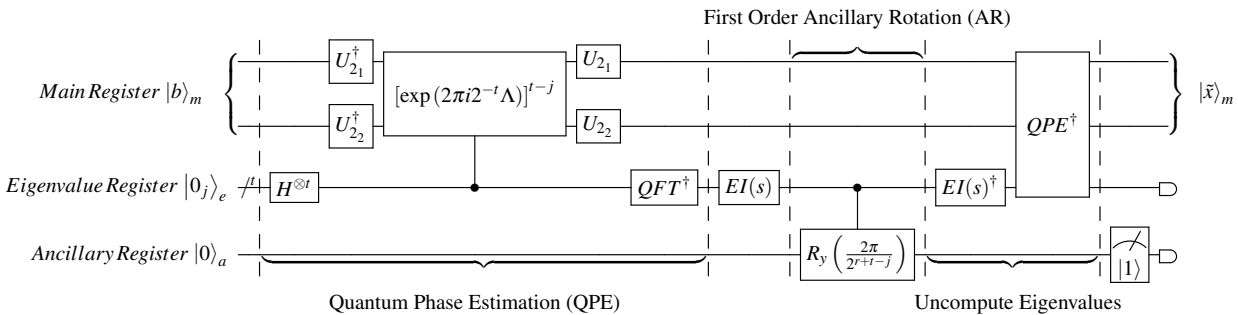 First Order Ancillary Rotation (AR)
Main Register |b⟩_m U_{2_1}^† [exp (2πi2^{-t}Λ)]^{t-j} U_{2_1} |x̃⟩_m
U_{2_2}^† U_{2_2} QPE^†
Eigenvalue Register |0_j⟩_e t H^{⊗t} QFT^† EI(s) EI(s)^†
Ancillary Register |0⟩_a R_y (2π/2^{r+t-j}) |1⟩
Quantum Phase Estimation (QPE) Uncompute Eigenvalues